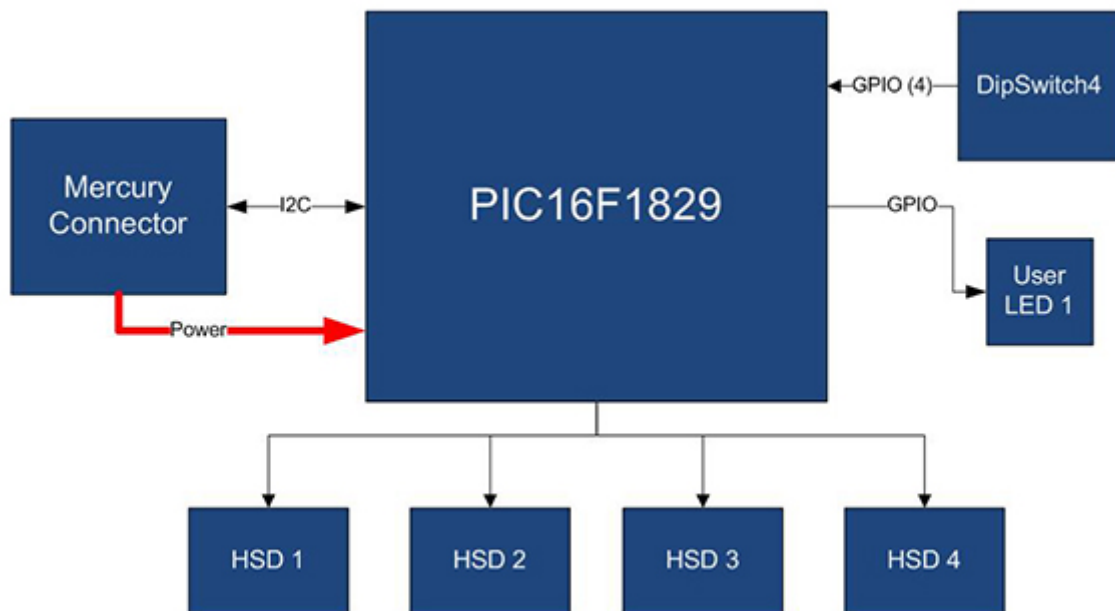 GPIO (4)
DipSwitch4
Mercury
Connector
I2C
PIC16F1829
GPIO
User
LED 1
Power
HSD 1
HSD 2
HSD 3
HSD 4